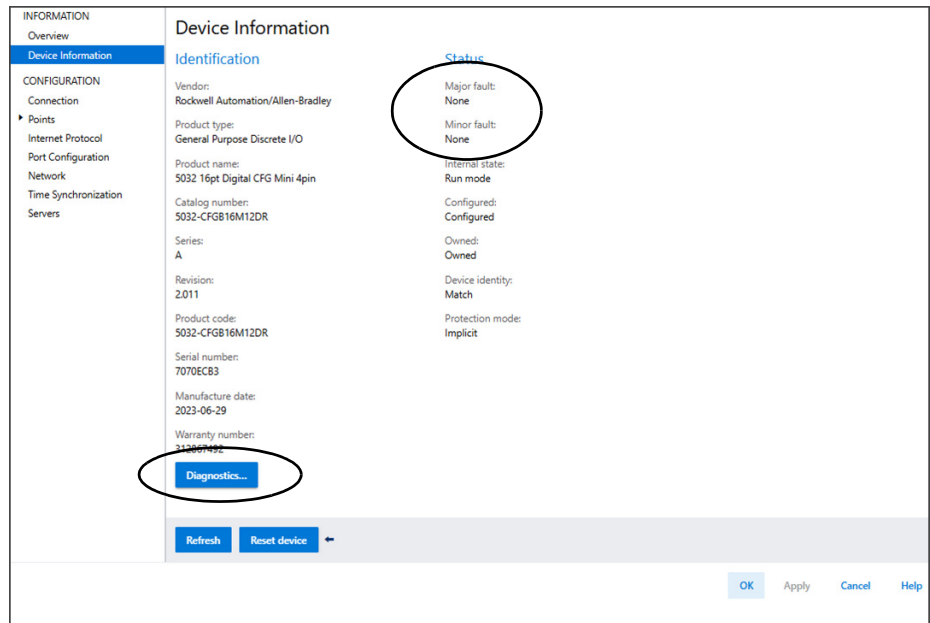 INFORMATION
Overview
Device Information
CONFIGURATION
Connection
Points
Internet Protocol
Port Configuration
Network
Time Synchronization
Servers
Device Information
Identification
Vendor:
Rockwell Automation/Allen-Bradley
Product type:
General Purpose Discrete I/O
Product name:
5032 16pt Digital CFG Mini 4pin
Catalog number:
5032-CFGB16M12DR
Series:
A
Revision:
2.011
Product code:
5032-CFGB16M12DR
Serial number:
7070ECB3
Manufacture date:
2023-06-29
Warranty number:
312867492
Diagnostics...
Status
Major fault:
None
Minor fault:
None
Internal state:
Run mode
Configured:
Configured
Owned:
Owned
Device identity:
Match
Protection mode:
Implicit
Refresh
Reset device
OK
Apply
Cancel
Help